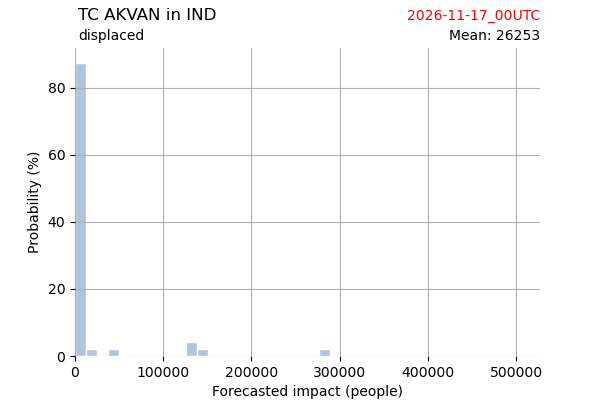 TC AKVAN in IND
2026-11-17_00UTC
displaced
Mean: 26253
Probability (%)
80
60
40
20
0
0 100000 200000 300000 400000 500000
Forecasted impact (people)